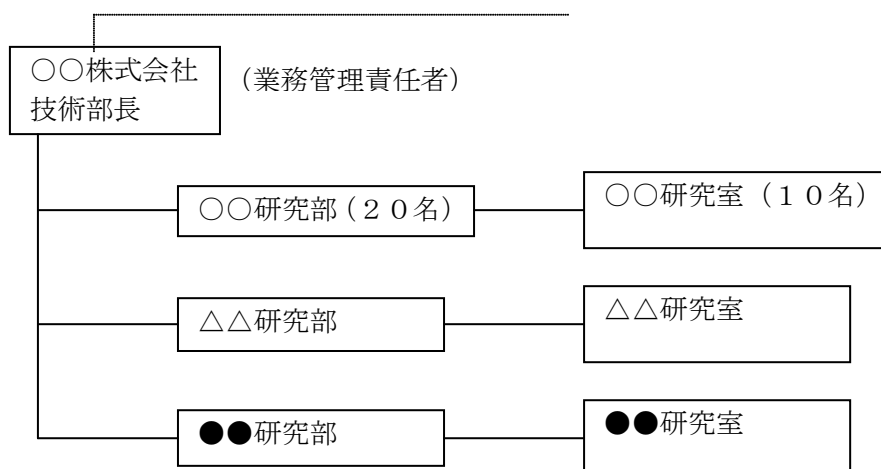 ○○株式会社
技術部長
（業務管理責任者）
○○研究部（２０名）
○○研究室（１０名）
△△研究部
△△研究室
●●研究部
●●研究室